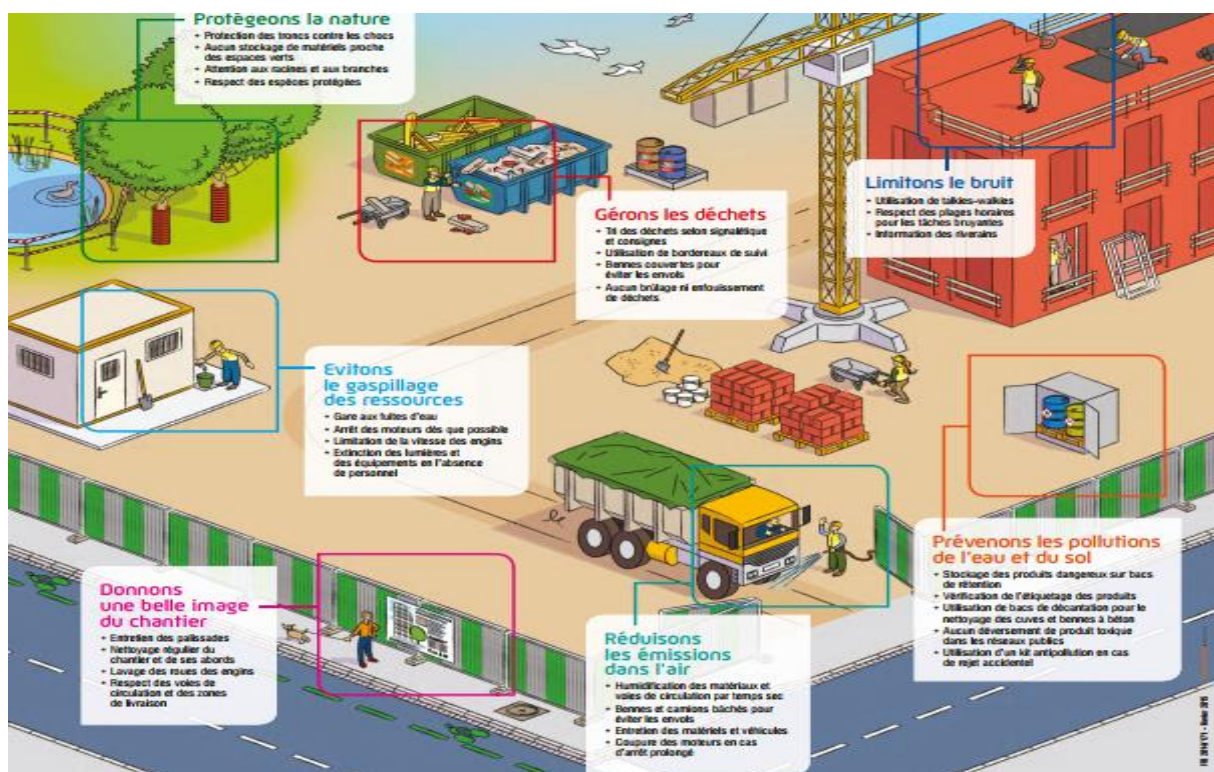 Protégeons la nature
• Protection des troncs contre les chocs
• Aucun stockage de matériels proche
des espaces verts
• Attention aux racines et aux branches
• Respect des espèces protégées
Gérons les déchets
• Tri des déchets selon signalétique
et consignes
• Utilisation de bordereaux de suivi
• Bennes couvertes pour
éviter les envols
• Aucun brûlage ni enfouissement
de déchets
Limitons le bruit
• Utilisation de talkies-walkies
• Respect des plages horaires
pour les tâches bruyantes
• Information des riverains
Evitons
le gaspillage
des ressources
• Gare aux fuites d'eau
• Arrêt des moteurs dès que possible
• Limitation de la vitesse des engins
• Extinction des lumières et
des équipements en l'absence
de personnel
Prévenons les pollutions
de l'eau et du sol
• Stockage des produits dangereux sur bacs
de rétention
• Vérification de l'étiquetage des produits
• Utilisation de bacs de décantation pour le
nettoyage des cuves et bennes à béton
• Aucun déversement de produit toxique
dans les réseaux publics
• Utilisation d'un kit antipollution en cas
de rejet accidentel
Donnons
une belle image
du chantier
• Entretien des palissades
• Nettoyage régulier du
chantier et de ses abords
• Lavage des roues des engins
• Respect des voies de
circulation et des zones
de livraison
Réduisons
les émissions
dans l'air
• Humidification des matériaux et
voies de circulation par temps sec
• Bennes et camions bâchés pour
éviter les envols
• Entretien des matériels et véhicules
• Coupure des moteurs en cas
d'arrêt prolongé